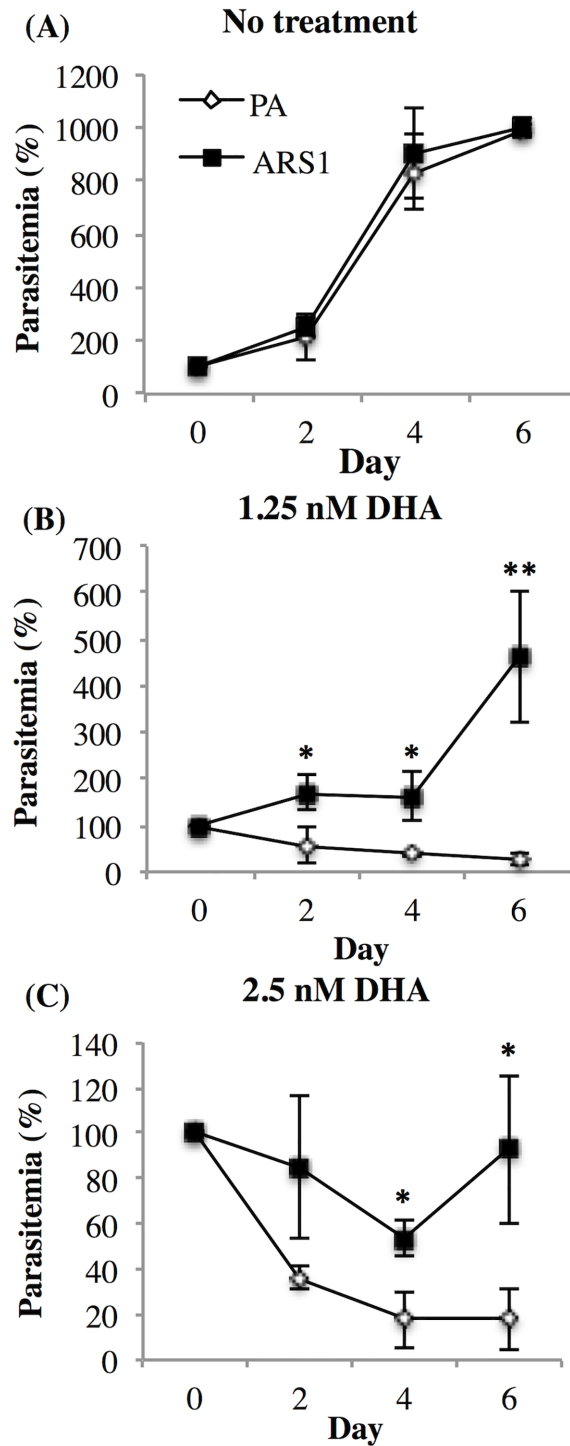 (A) No treatment
1200
1000
800
600
400
200
0
PA
ARS1
Parasitemia (%)
0 2 4 6
Day
(B) 1.25 nM DHA
700
600
500
400
300
200
100
0
**
* *
Parasitemia (%)
0 2 4 6
Day
(C) 2.5 nM DHA
140
120
100
80
60
40
20
0
*
*
Parasitemia (%)
0 2 4 6
Day